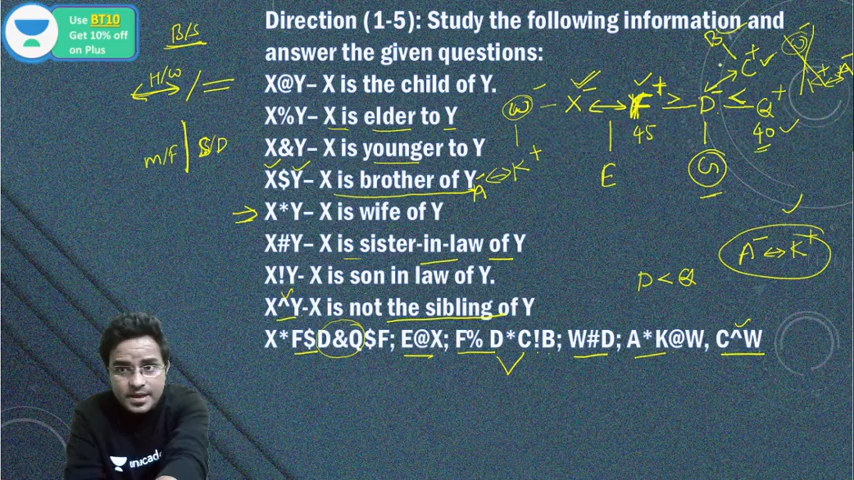 Use BT10
Get 10% off
on Plus
Direction (1-5): Study the following information and
answer the given questions:
X@Y– X is the child of Y.
X%Y– X is elder to Y
X&Y– X is younger to Y
X$Y– X is brother of Y
X*Y– X is wife of Y
X#Y– X is sister-in-law of Y
X!Y- X is son in law of Y.
X^Y-X is not the sibling of Y
X*F$D&Q$F; E@X; F% D*C!B; W#D; A*K@W, C^W
B/S
H/W
m/f S/D
W⁻ X⁻ ↔ F⁺ > D⁻ < Q⁺
B
C⁺
45
40
K⁺
A⁻
E
G
A⁻ ↔ K⁺
D < Q
unacade